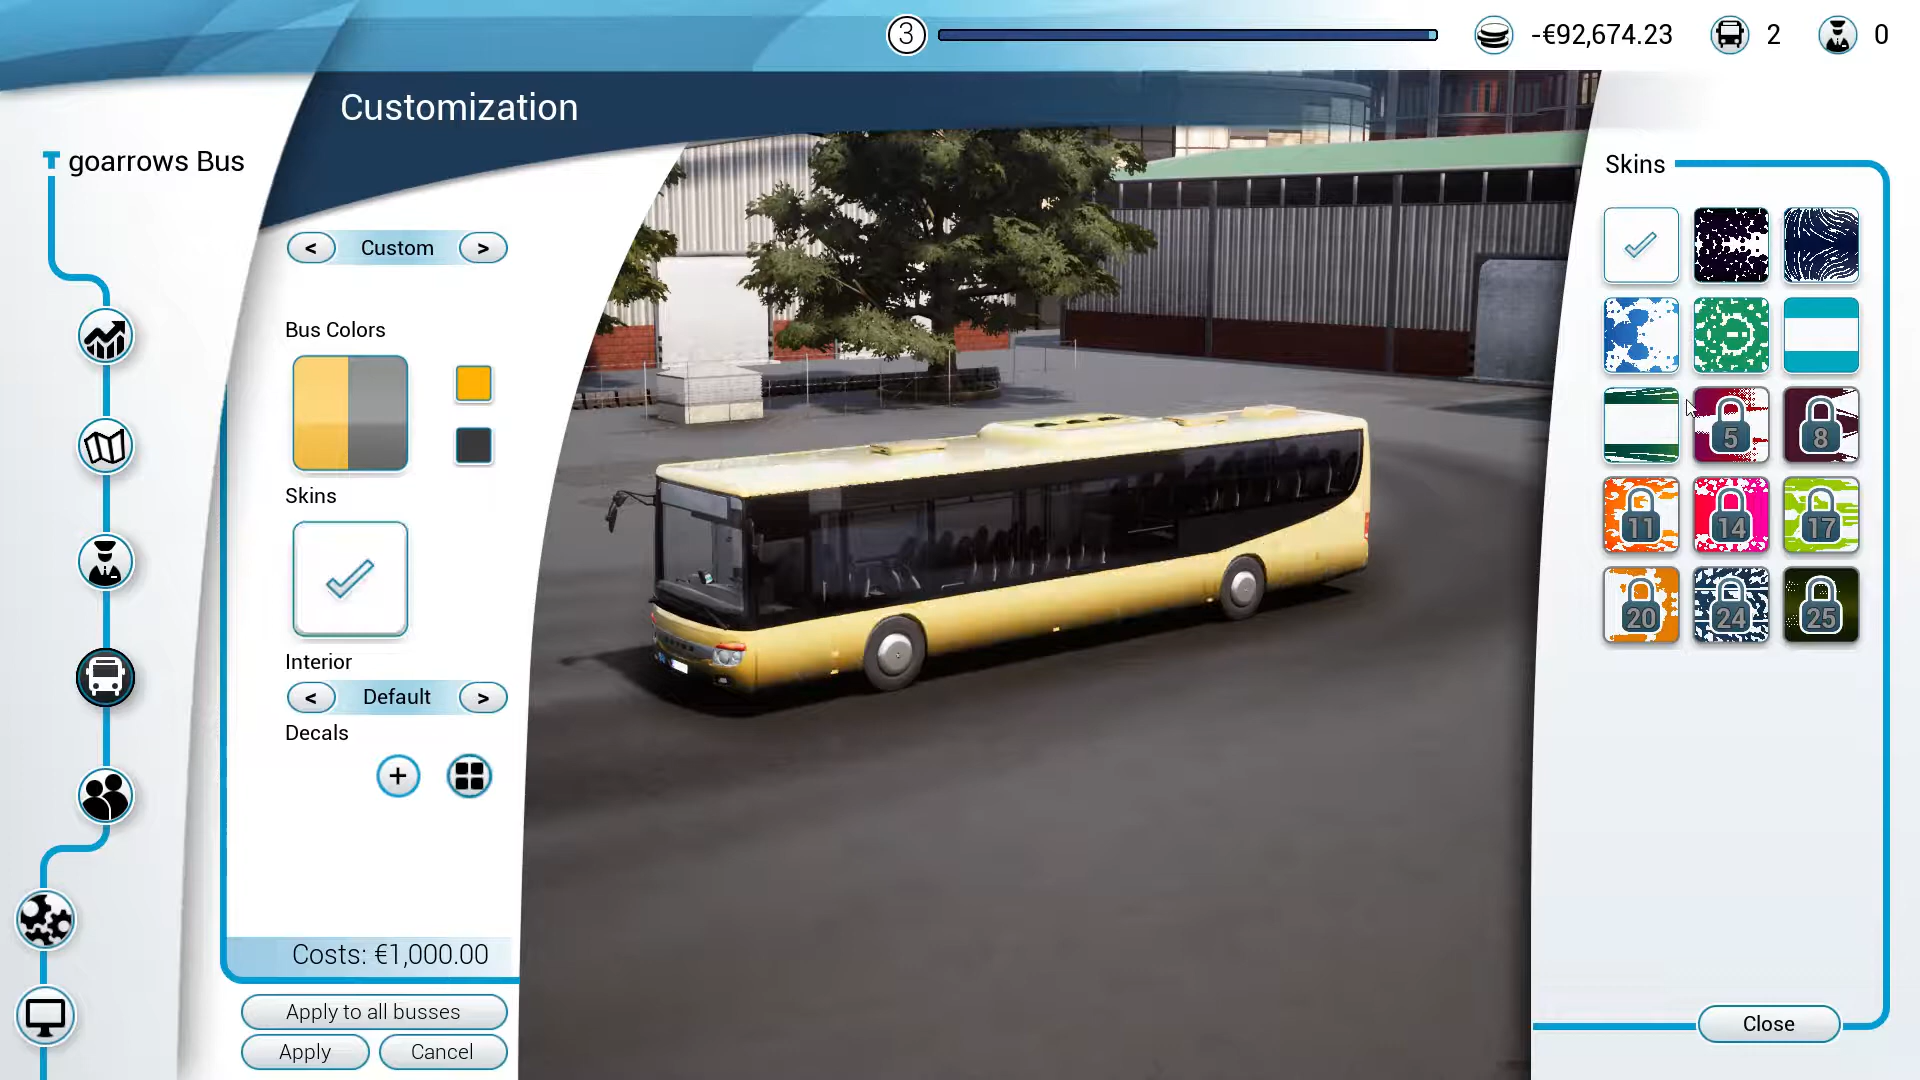 3
-€92,674.23
2
0
Customization
goarrows Bus
Skins
< Custom >
Bus Colors
Skins
5
8
11
14
17
20
24
25
Interior
< Default >
Decals
+
Costs: €1,000.00
Apply to all busses
Apply
Cancel
Close